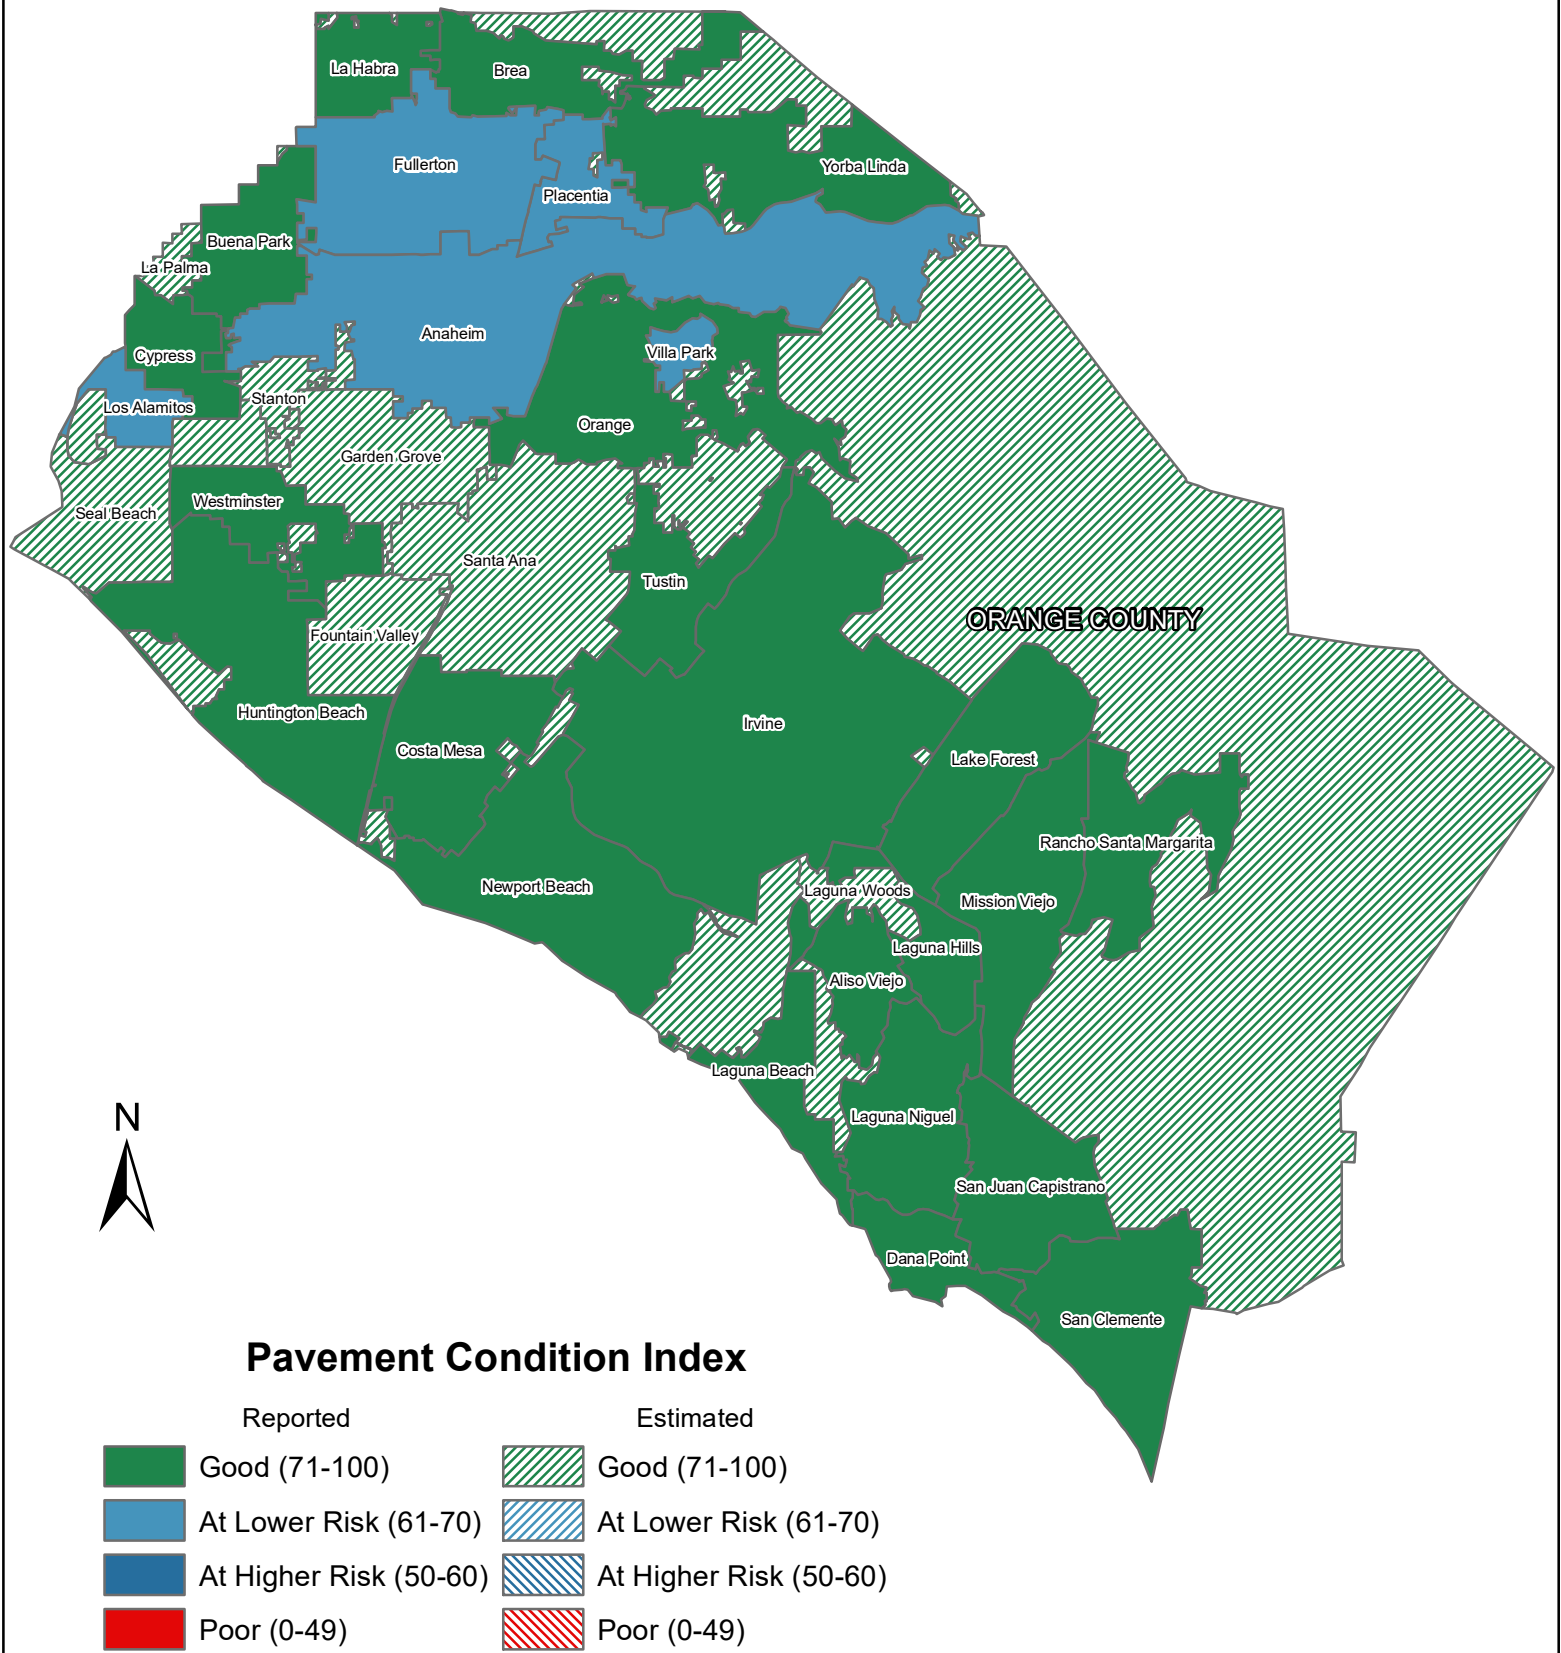 La Habra
Brea
Fullerton
Yorba Linda
Placentia
Buena Park
La Palma
Anaheim
Villa Park
Cypress
Stanton
Los Alamitos
Orange
Garden Grove
Westminster
Seal Beach
Santa Ana
Tustin
ORANGE COUNTY
Fountain Valley
Huntington Beach
Irvine
Costa Mesa
Lake Forest
Rancho Santa Margarita
Newport Beach
Laguna Woods
Mission Viejo
Laguna Hills
Aliso Viejo
Laguna Beach
Laguna Niguel
N
San Juan Capistrano
Dana Point
San Clemente
Pavement Condition Index
Reported Estimated
Good (71-100) Good (71-100)
At Lower Risk (61-70) At Lower Risk (61-70)
At Higher Risk (50-60) At Higher Risk (50-60)
Poor (0-49) Poor (0-49)